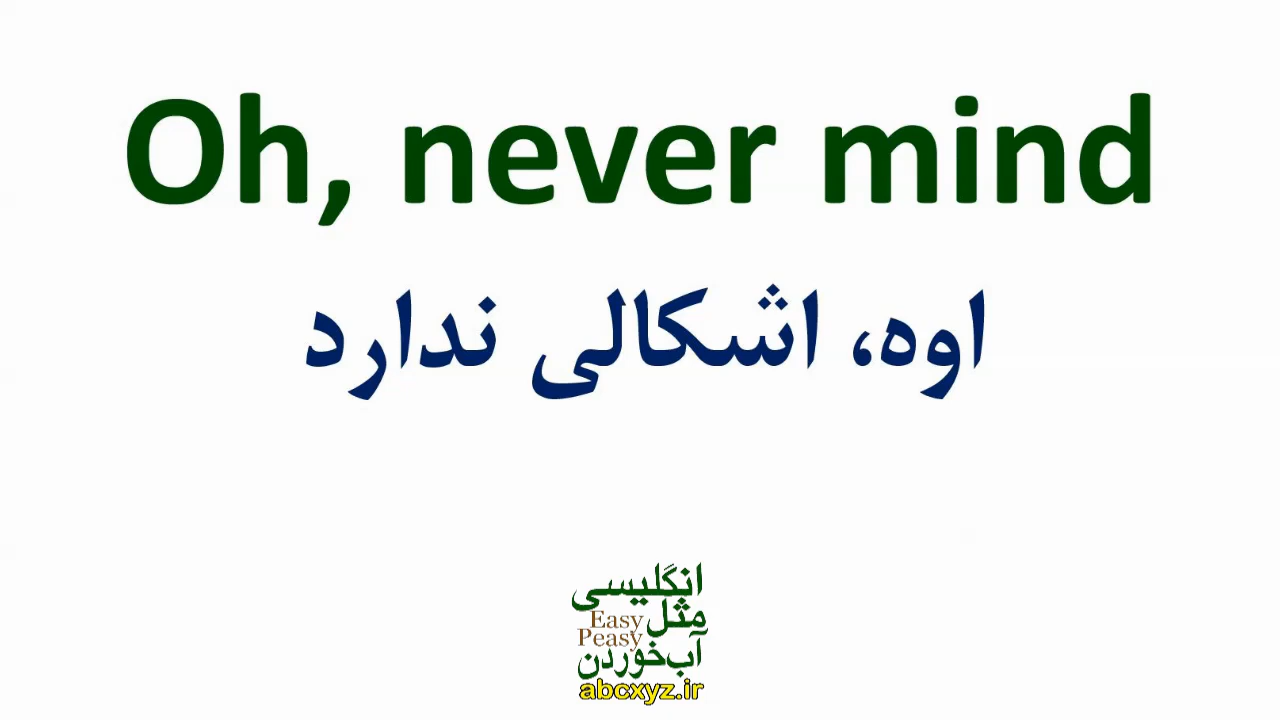 Oh, never mind
اوه، اشکالی ندارد
انگلیسی
مثل
Easy
Peasy
آب‌خوردن
abcxyz.ir